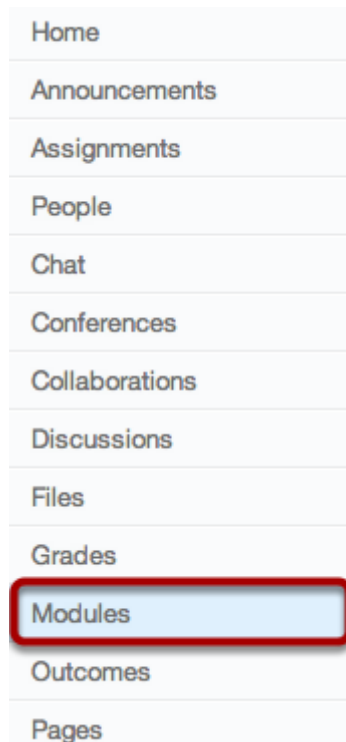 Home
Announcements
Assignments
People
Chat
Conferences
Collaborations
Discussions
Files
Grades
Modules
Outcomes
Pages